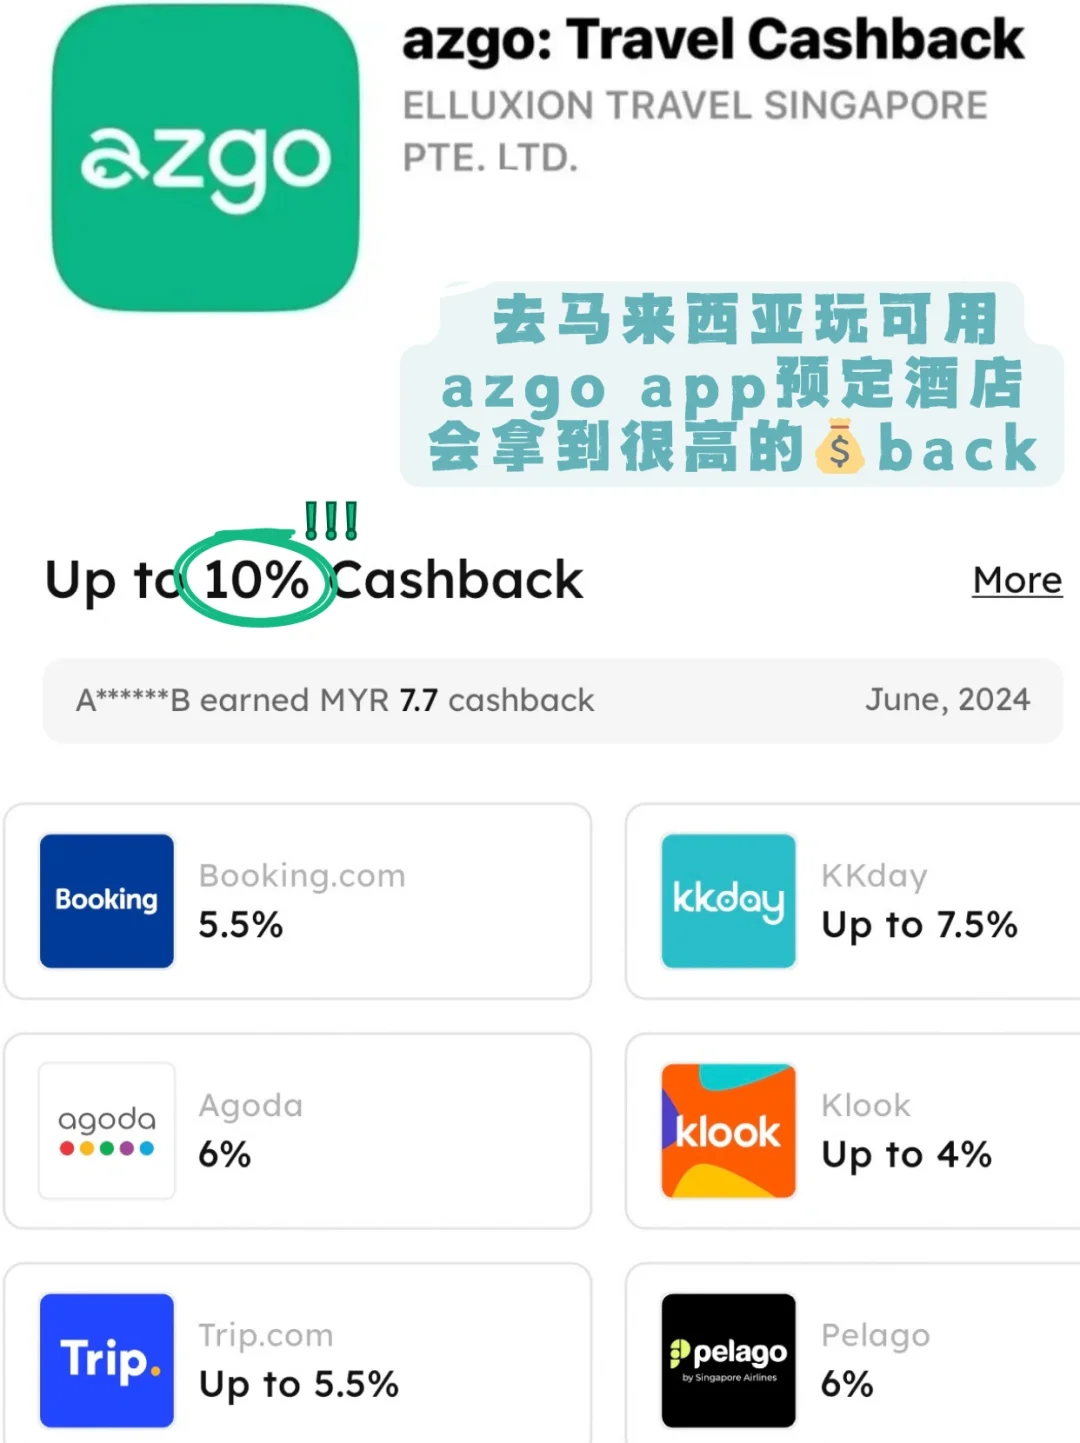 azgo
azgo: Travel Cashback
ELLUXION TRAVEL SINGAPORE
PTE. LTD.
去马来西亚玩可用
azgo app预定酒店
会拿到很高的💰back
!!!
Up to 10% Cashback
More
A******B earned MYR 7.7 cashback
June, 2024
Booking
Booking.com
5.5%
kkday
KKday
Up to 7.5%
agoda
Agoda
6%
klook
Klook
Up to 4%
Trip.
Trip.com
Up to 5.5%
pelago
by Singapore Airlines
Pelago
6%